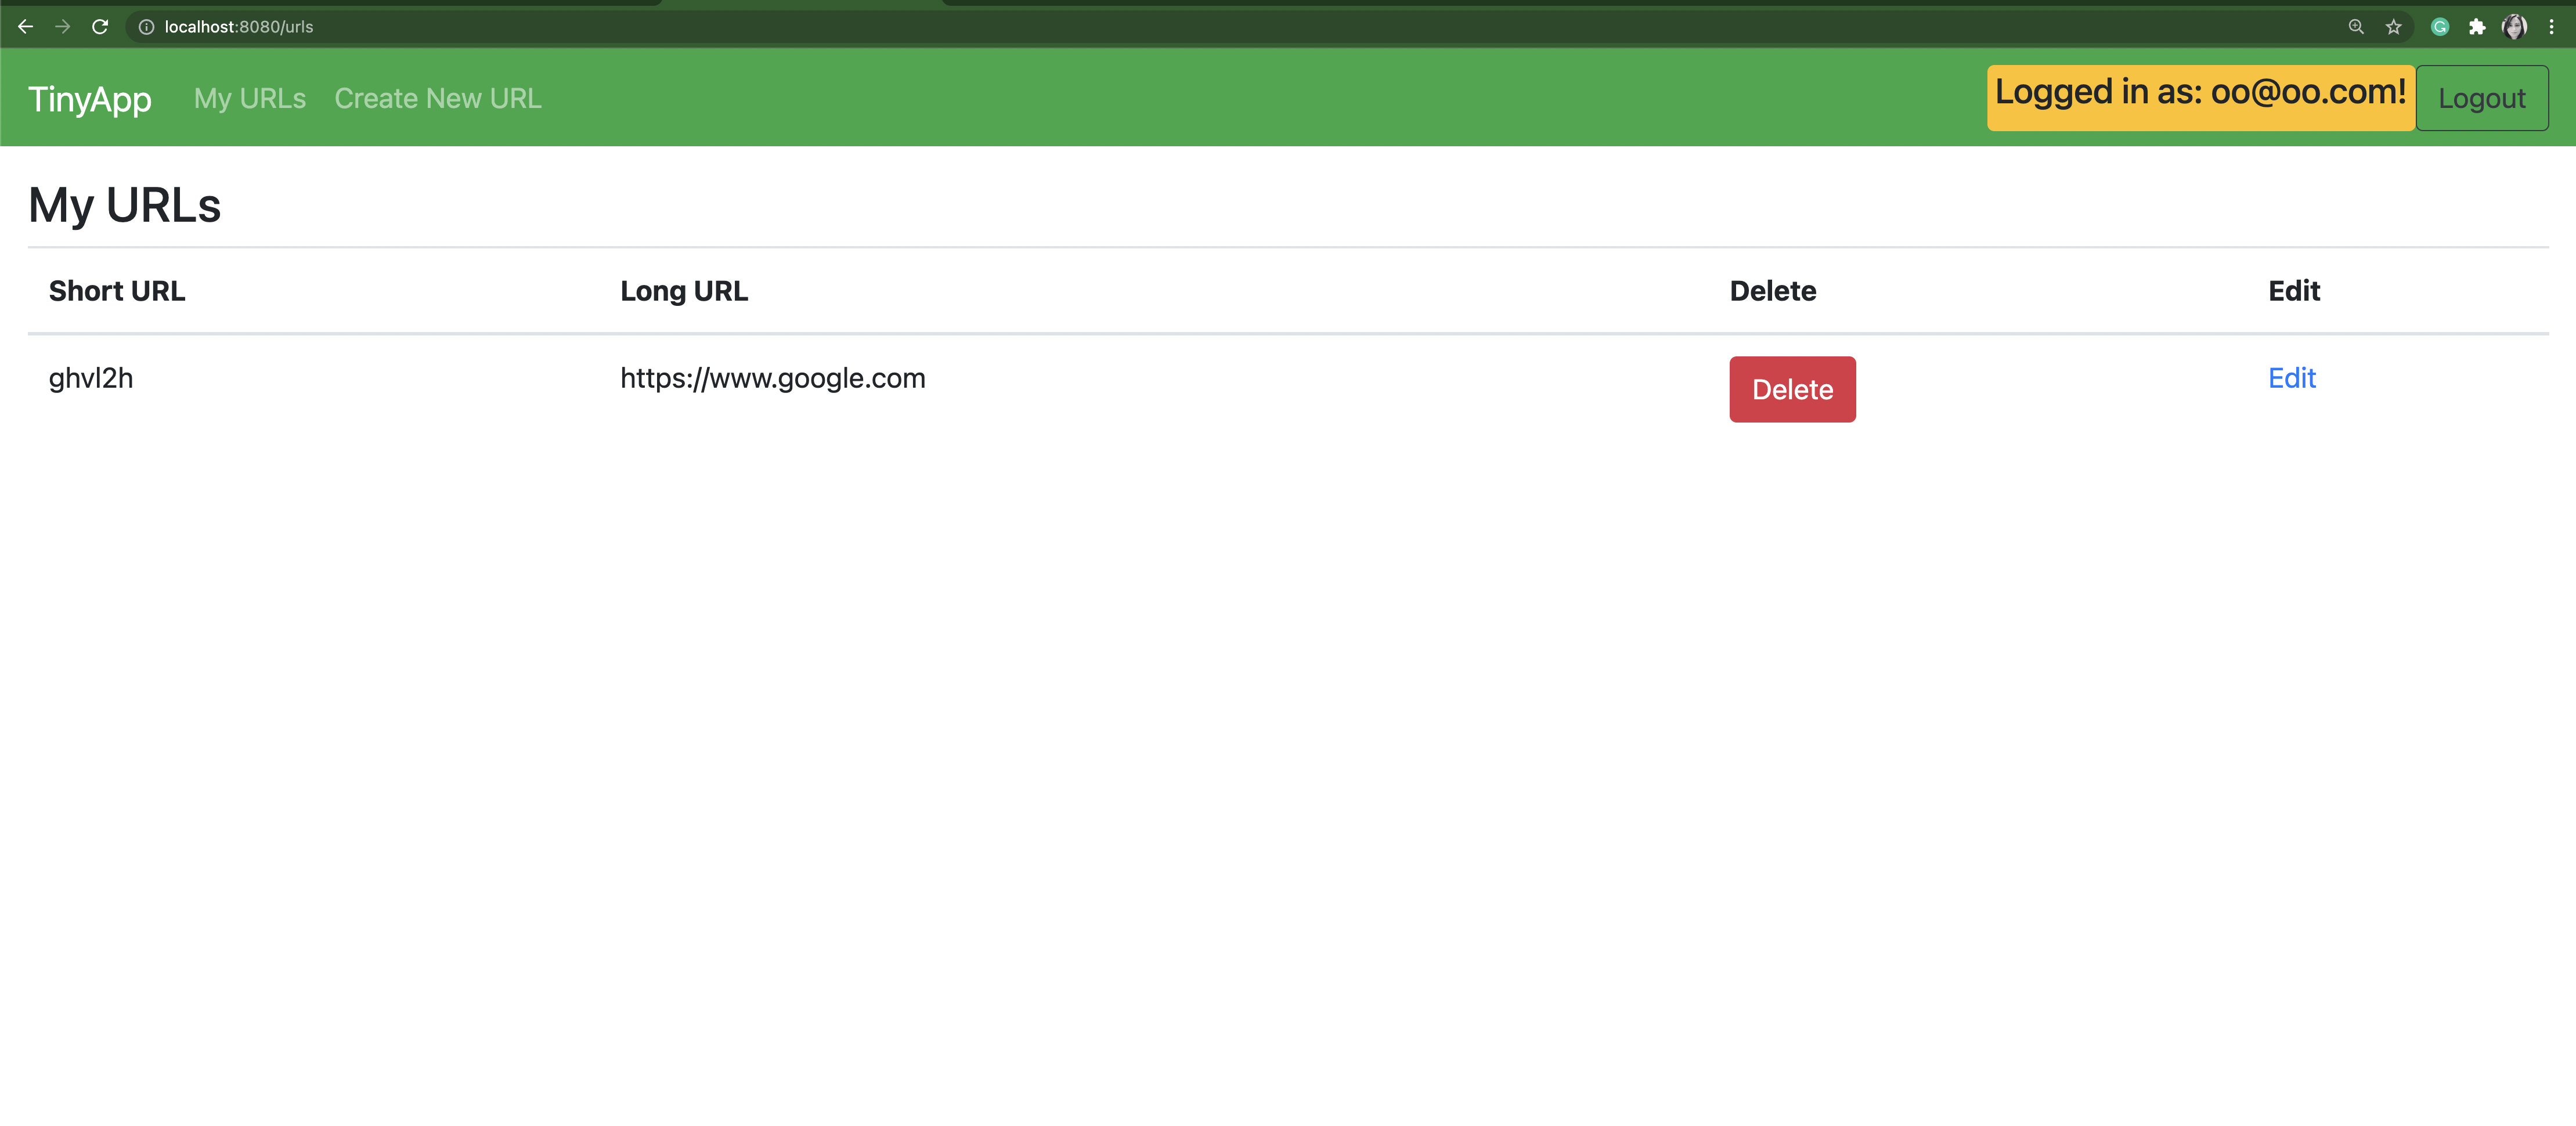 localhost:8080/urls
TinyApp My URLs Create New URL Logged in as: oo@oo.com! Logout
My URLs
Short URL Long URL Delete Edit
ghvl2h https://www.google.com Delete Edit